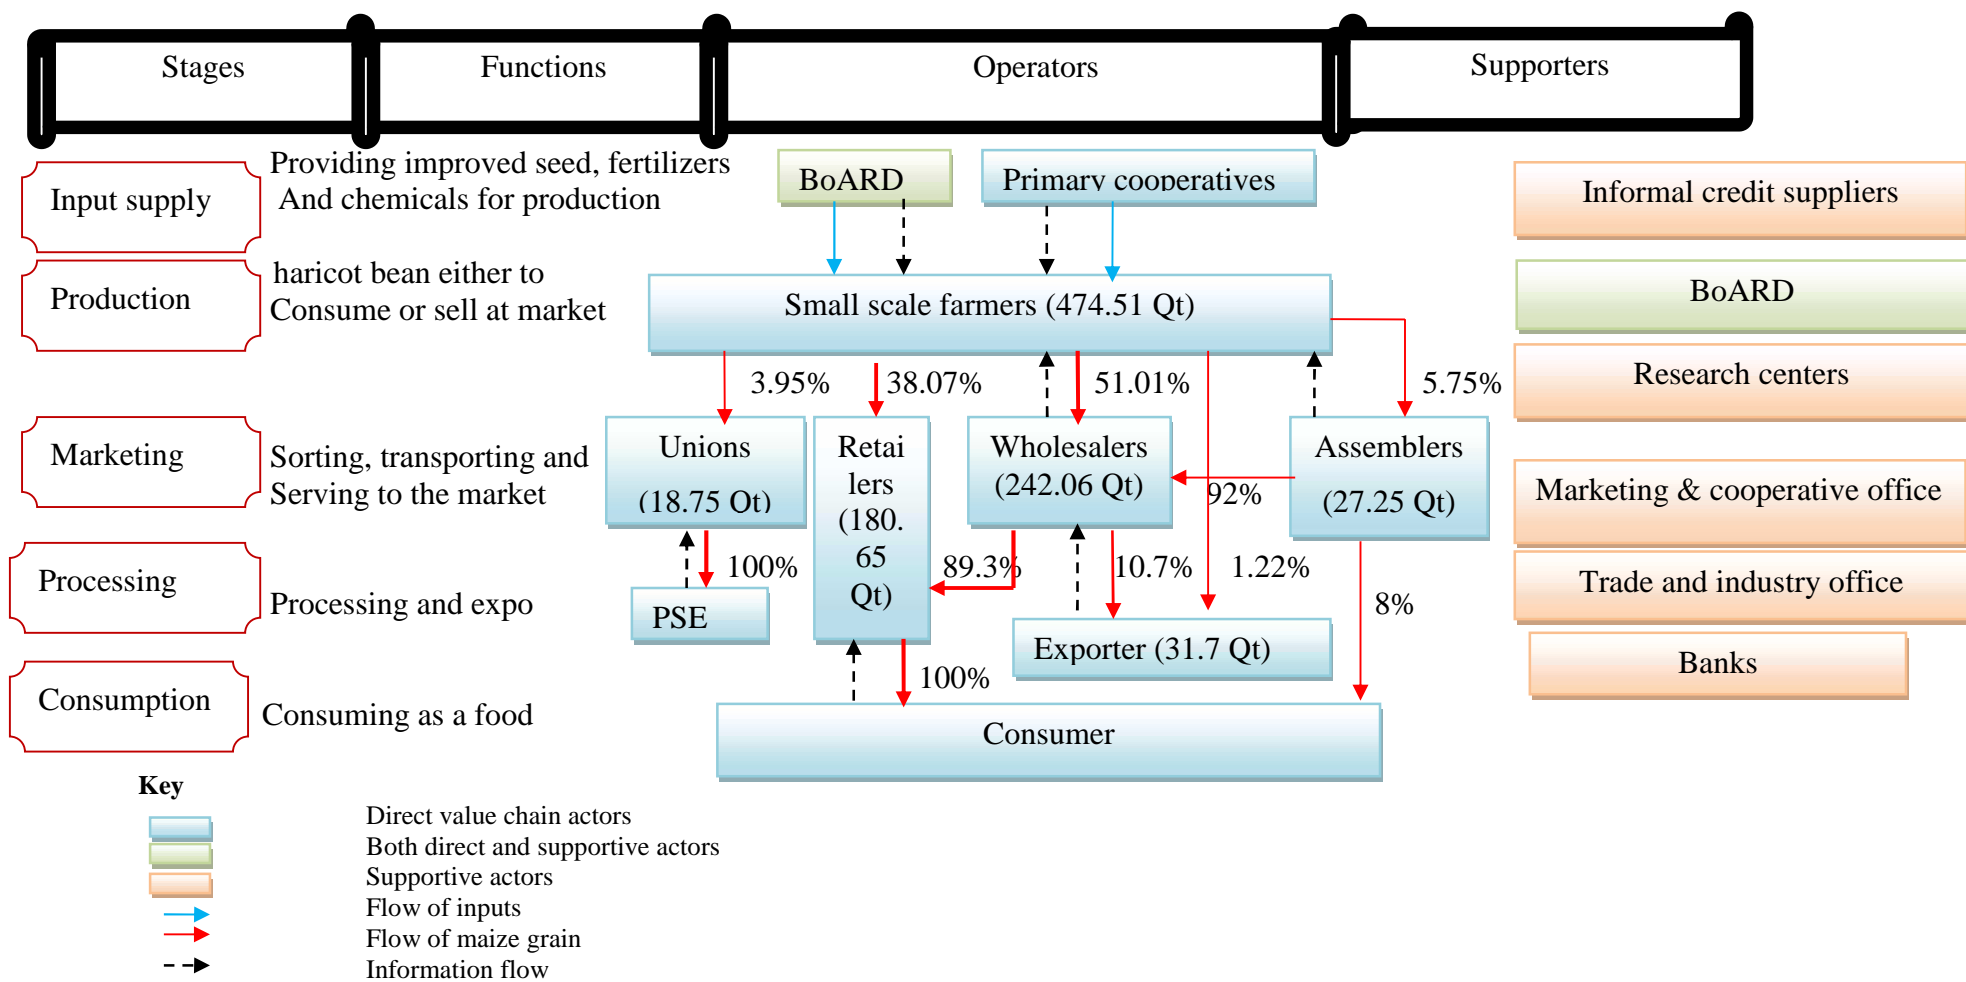 Stages
Functions
Operators
Supporters
Input supply
Providing improved seed, fertilizers
And chemicals for production
BoARD
Primary cooperatives
Informal credit suppliers
Production
haricot bean either to
Consume or sell at market
Small scale farmers (474.51 Qt)
BoARD
3.95%
38.07%
51.01%
5.75%
Research centers
Marketing
Sorting, transporting and
Serving to the market
Unions
(18.75 Qt)
Retai
lers
(180.
65
Qt)
Wholesalers
(242.06 Qt)
92%
Assemblers
(27.25 Qt)
Marketing & cooperative office
Processing
Processing and expo
100%
89.3%
10.7%
1.22%
8%
Trade and industry office
PSE
Exporter (31.7 Qt)
Banks
Consumption
Consuming as a food
100%
Consumer
Key
Direct value chain actors
Both direct and supportive actors
Supportive actors
Flow of inputs
Flow of maize grain
Information flow